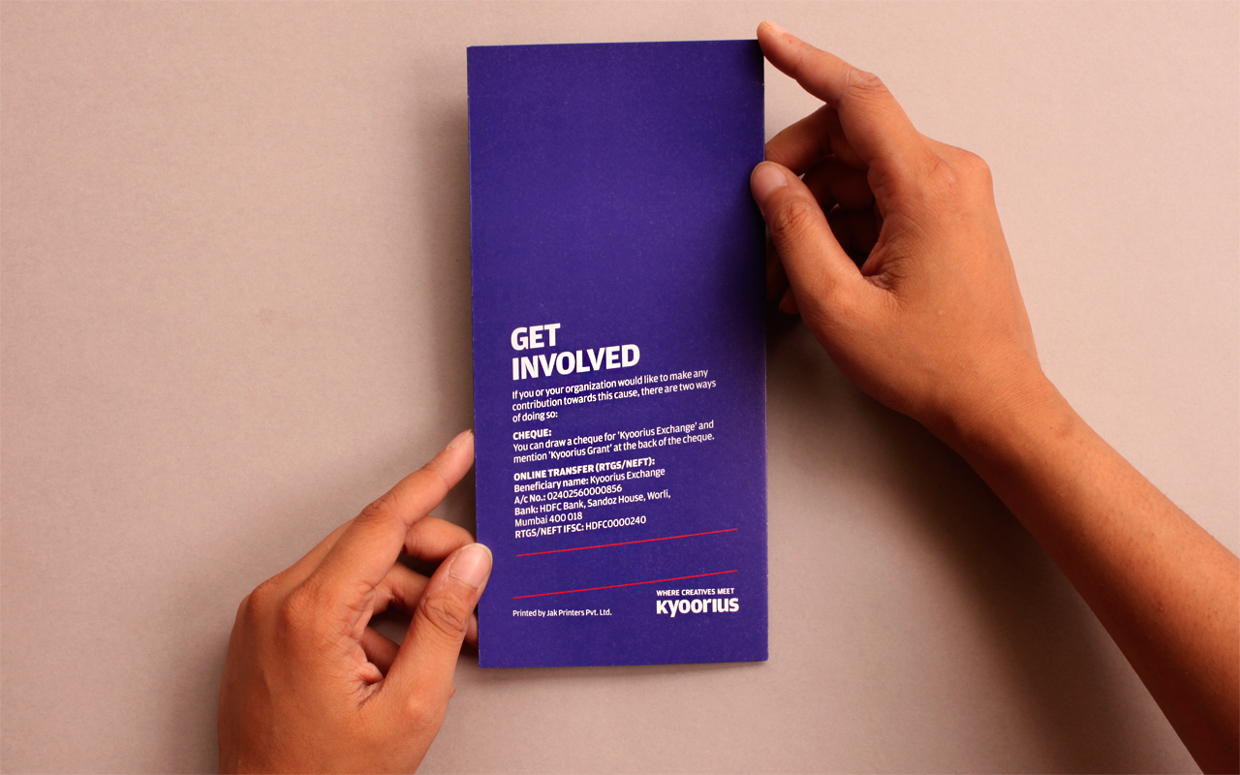 GET
INVOLVED
If you or your organization would like to make any
contribution towards this cause, there are two ways
of doing so:
CHEQUE:
You can draw a cheque for 'Kyoorius Exchange' and
mention 'Kyoorius Grant' at the back of the cheque.
ONLINE TRANSFER (RTGS/NEFT):
Beneficiary name: Kyoorius Exchange
A/c No.: 02402560000856
Bank: HDFC Bank, Sandoz House, Worli,
Mumbai 400 018
RTGS/NEFT IFSC: HDFC0000240
Printed by Jak Printers Pvt. Ltd.
WHERE CREATIVES MEET
kyoorius